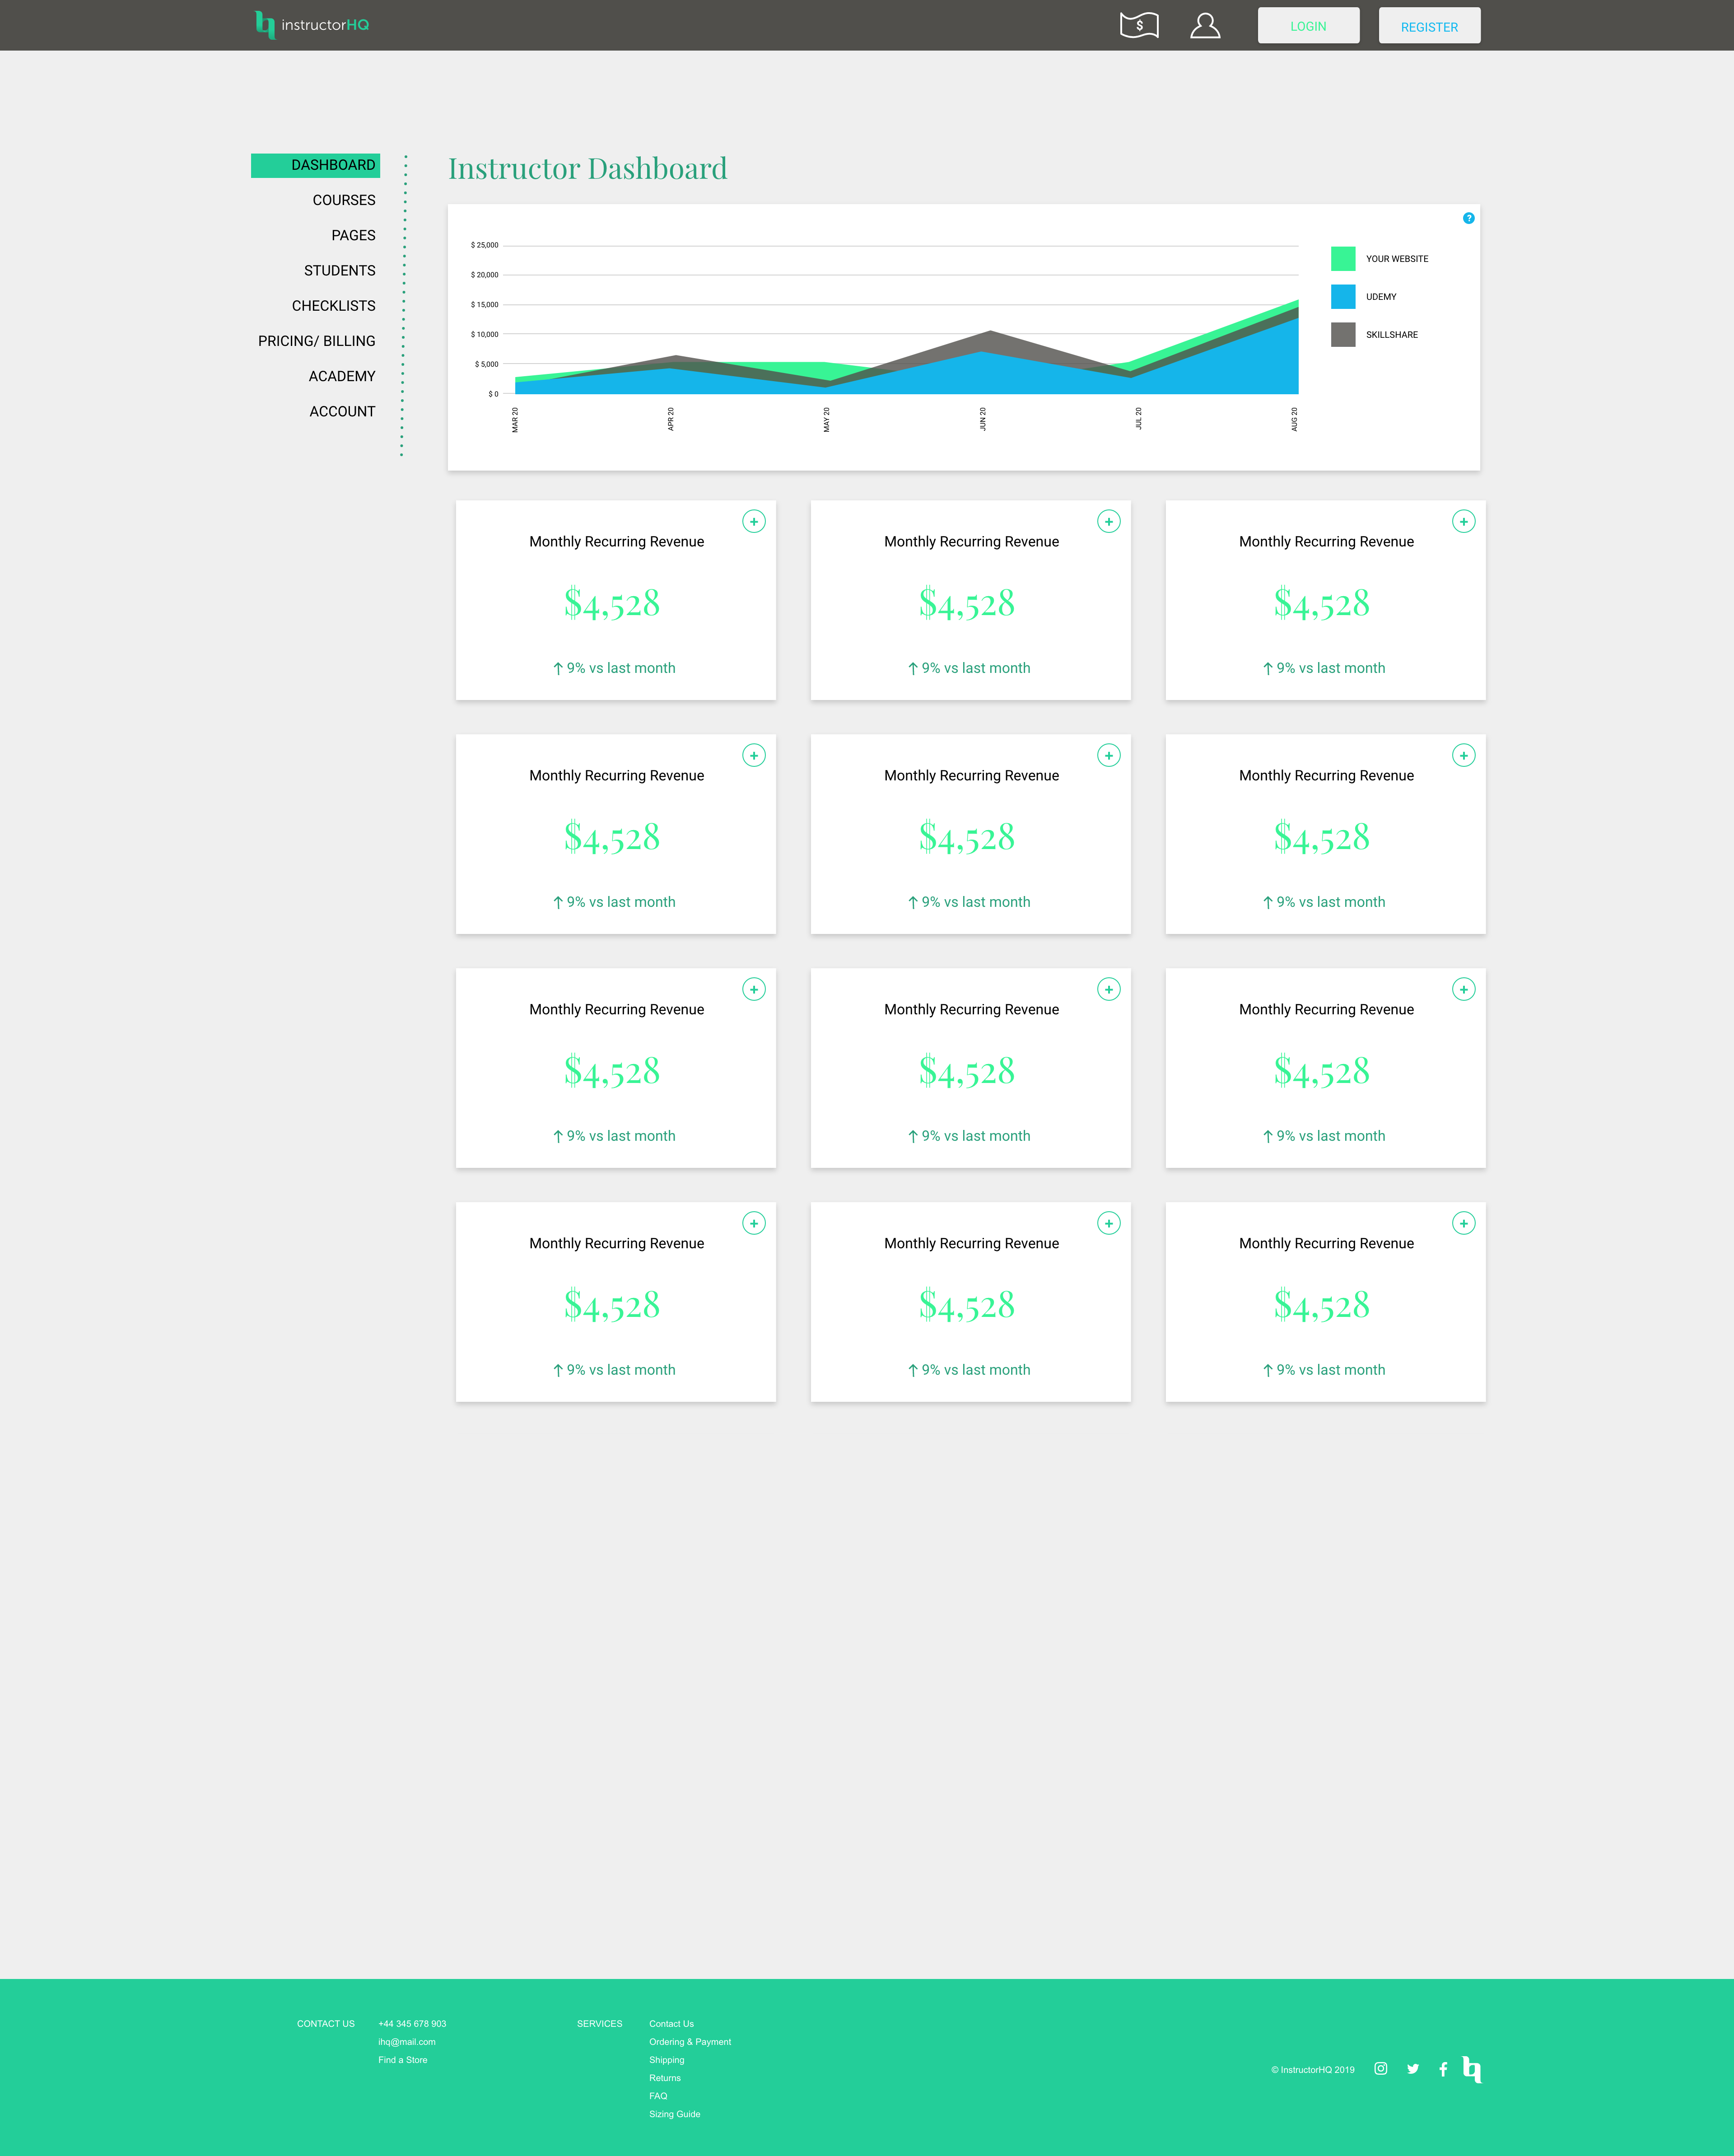 instructorHQ
$
LOGIN
REGISTER
DASHBOARD
COURSES
PAGES
STUDENTS
CHECKLISTS
PRICING/ BILLING
ACADEMY
ACCOUNT
Instructor Dashboard
?
$ 25,000
$ 20,000
$ 15,000
$ 10,000
$ 5,000
$ 0
MAR 20
APR 20
MAY 20
JUN 20
JUL 20
AUG 20
YOUR WEBSITE
UDEMY
SKILLSHARE
+
Monthly Recurring Revenue
$4,528
9% vs last month
+
Monthly Recurring Revenue
$4,528
9% vs last month
+
Monthly Recurring Revenue
$4,528
9% vs last month
+
Monthly Recurring Revenue
$4,528
9% vs last month
+
Monthly Recurring Revenue
$4,528
9% vs last month
+
Monthly Recurring Revenue
$4,528
9% vs last month
+
Monthly Recurring Revenue
$4,528
9% vs last month
+
Monthly Recurring Revenue
$4,528
9% vs last month
+
Monthly Recurring Revenue
$4,528
9% vs last month
+
Monthly Recurring Revenue
$4,528
9% vs last month
+
Monthly Recurring Revenue
$4,528
9% vs last month
+
Monthly Recurring Revenue
$4,528
9% vs last month
CONTACT US
+44 345 678 903
ihq@mail.com
Find a Store
SERVICES
Contact Us
Ordering & Payment
Shipping
Returns
FAQ
Sizing Guide
© InstructorHQ 2019